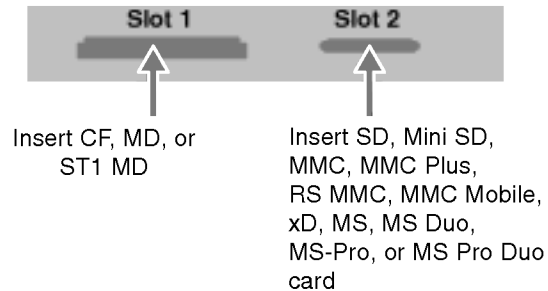 Slot 1
Slot 2
Insert CF, MD, or
ST1 MD
Insert SD, Mini SD,
MMC, MMC Plus,
RS MMC, MMC Mobile,
xD, MS, MS Duo,
MS-Pro, or MS Pro Duo
card